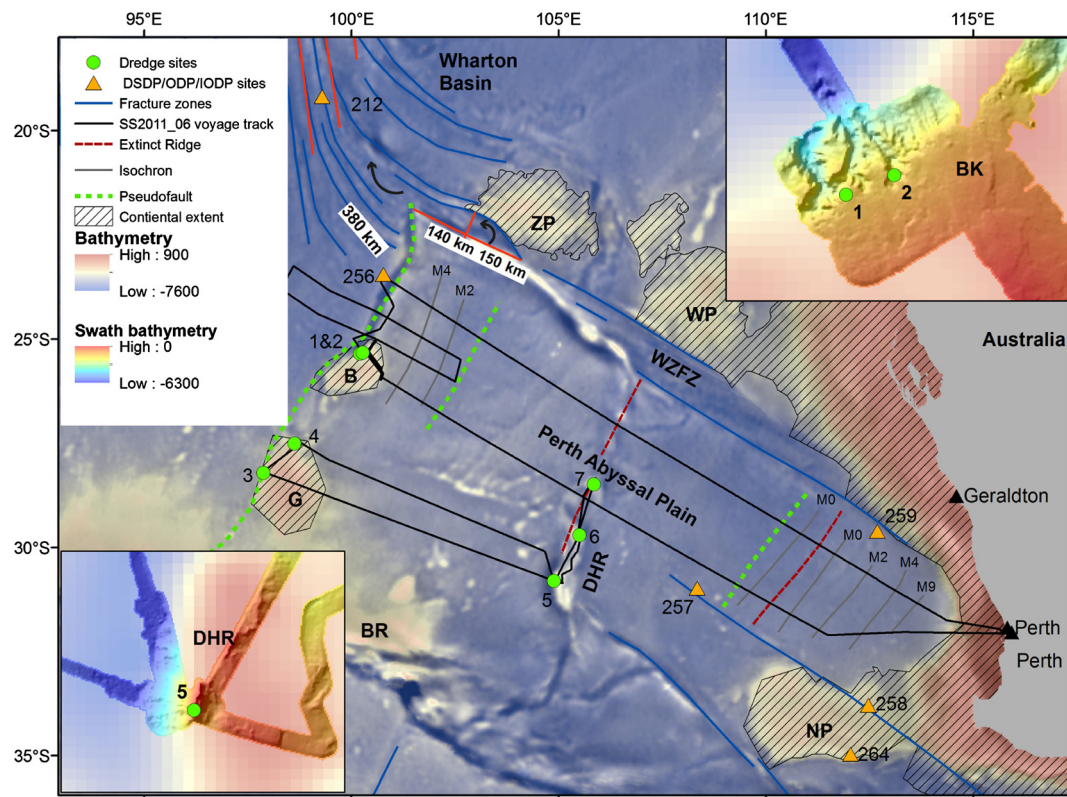 95°E
100°E
105°E
110°E
115°E
20°S
25°S
30°S
35°S
Dredge sites
DSDP/ODP/IODP sites
Fracture zones
SS2011_06 voyage track
Extinct Ridge
Isochron
Pseudofault
Contiental extent
Bathymetry
High : 900
Low : -7600
Swath bathymetry
High : 0
Low : -6300
Wharton
Basin
212
ZP
380 km
140 km 150 km
256
M4
M2
WP
WZFZ
1&2
B
4
3
G
Perth Abyssal Plain
7
6
DHR
5
BR
257
M0
259
M0
M2
M4
M9
258
NP
264
Australia
Geraldton
Perth
Perth
BK
1
2
DHR
5